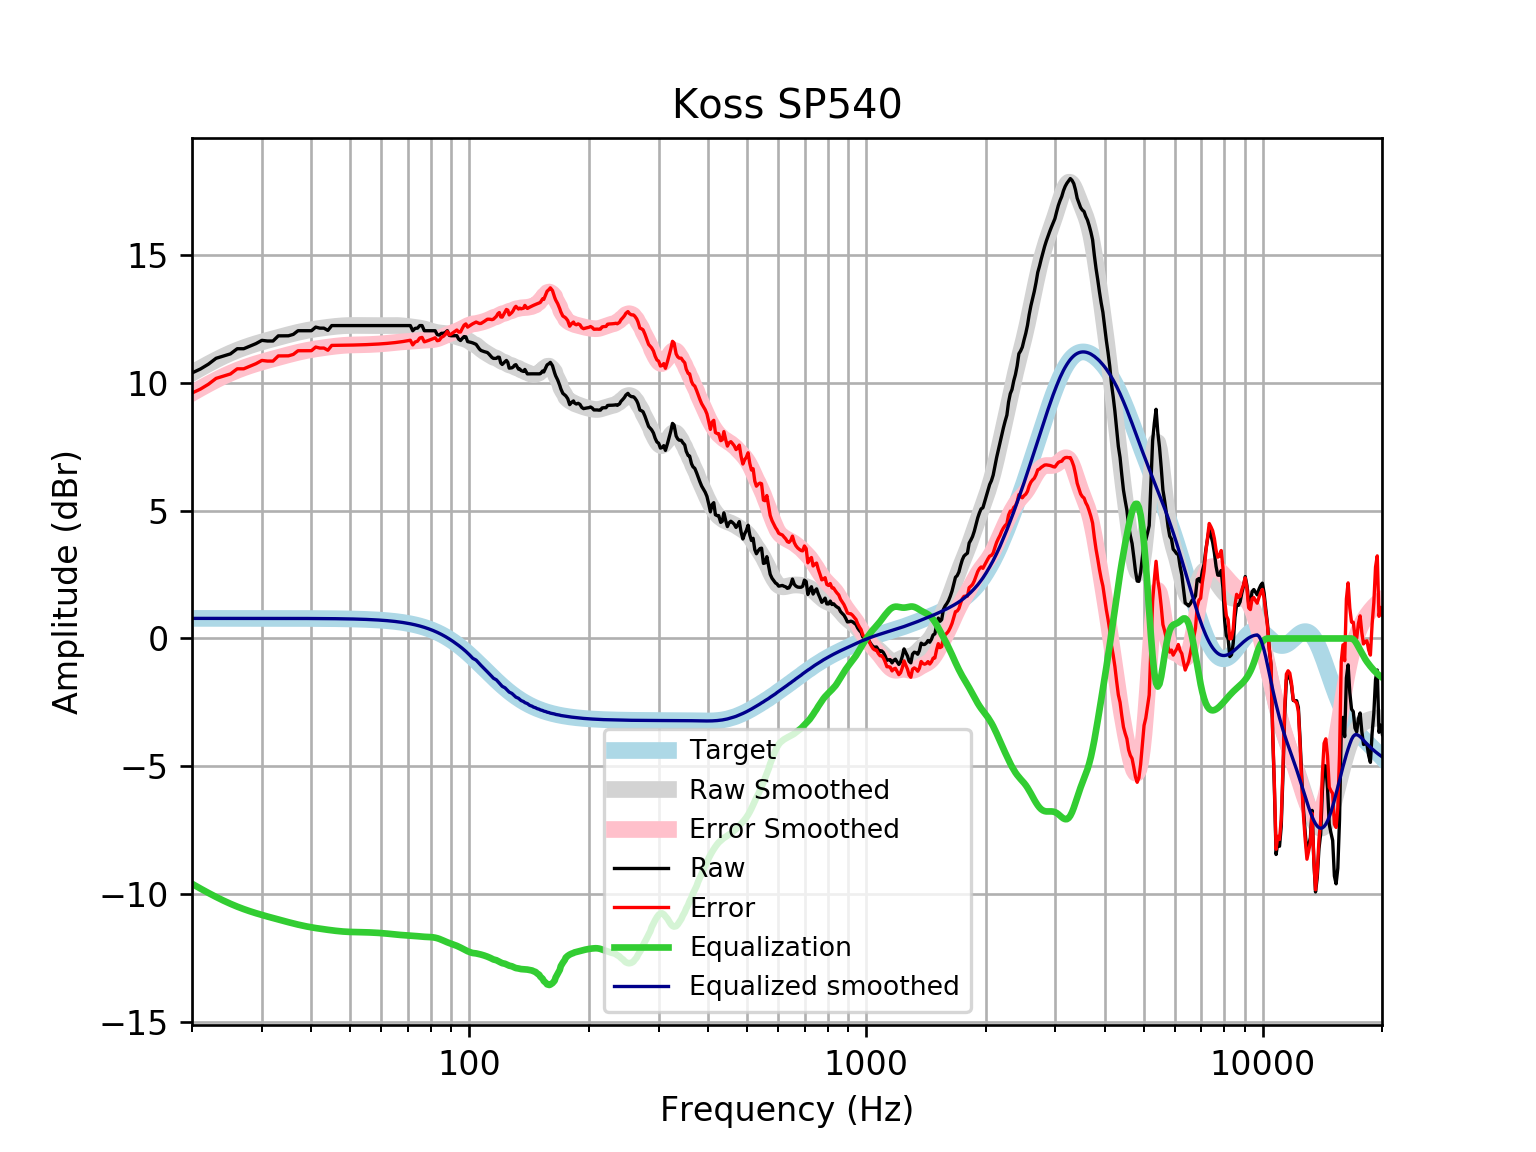 Koss SP540
Amplitude (dBr)
15
10
5
0
−5
−10
−15
Target
Raw Smoothed
Error Smoothed
Raw
Error
Equalization
Equalized smoothed
100
1000
10000
Frequency (Hz)